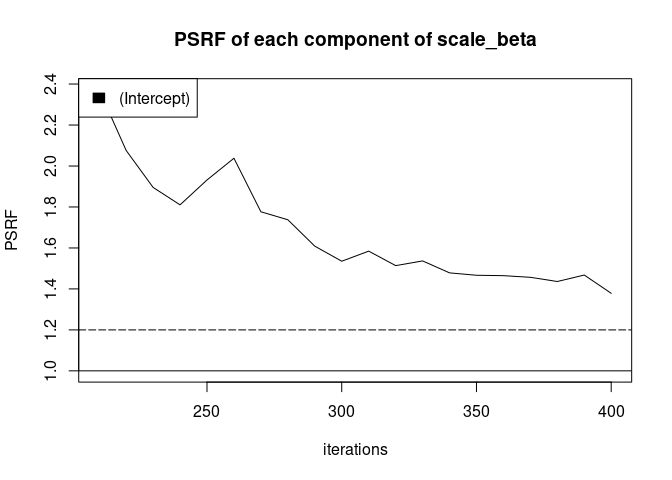 PSRF of each component of scale_beta
(Intercept)
PSRF
2.4
2.2
2.0
1.8
1.6
1.4
1.2
1.0
250 300 350 400
iterations